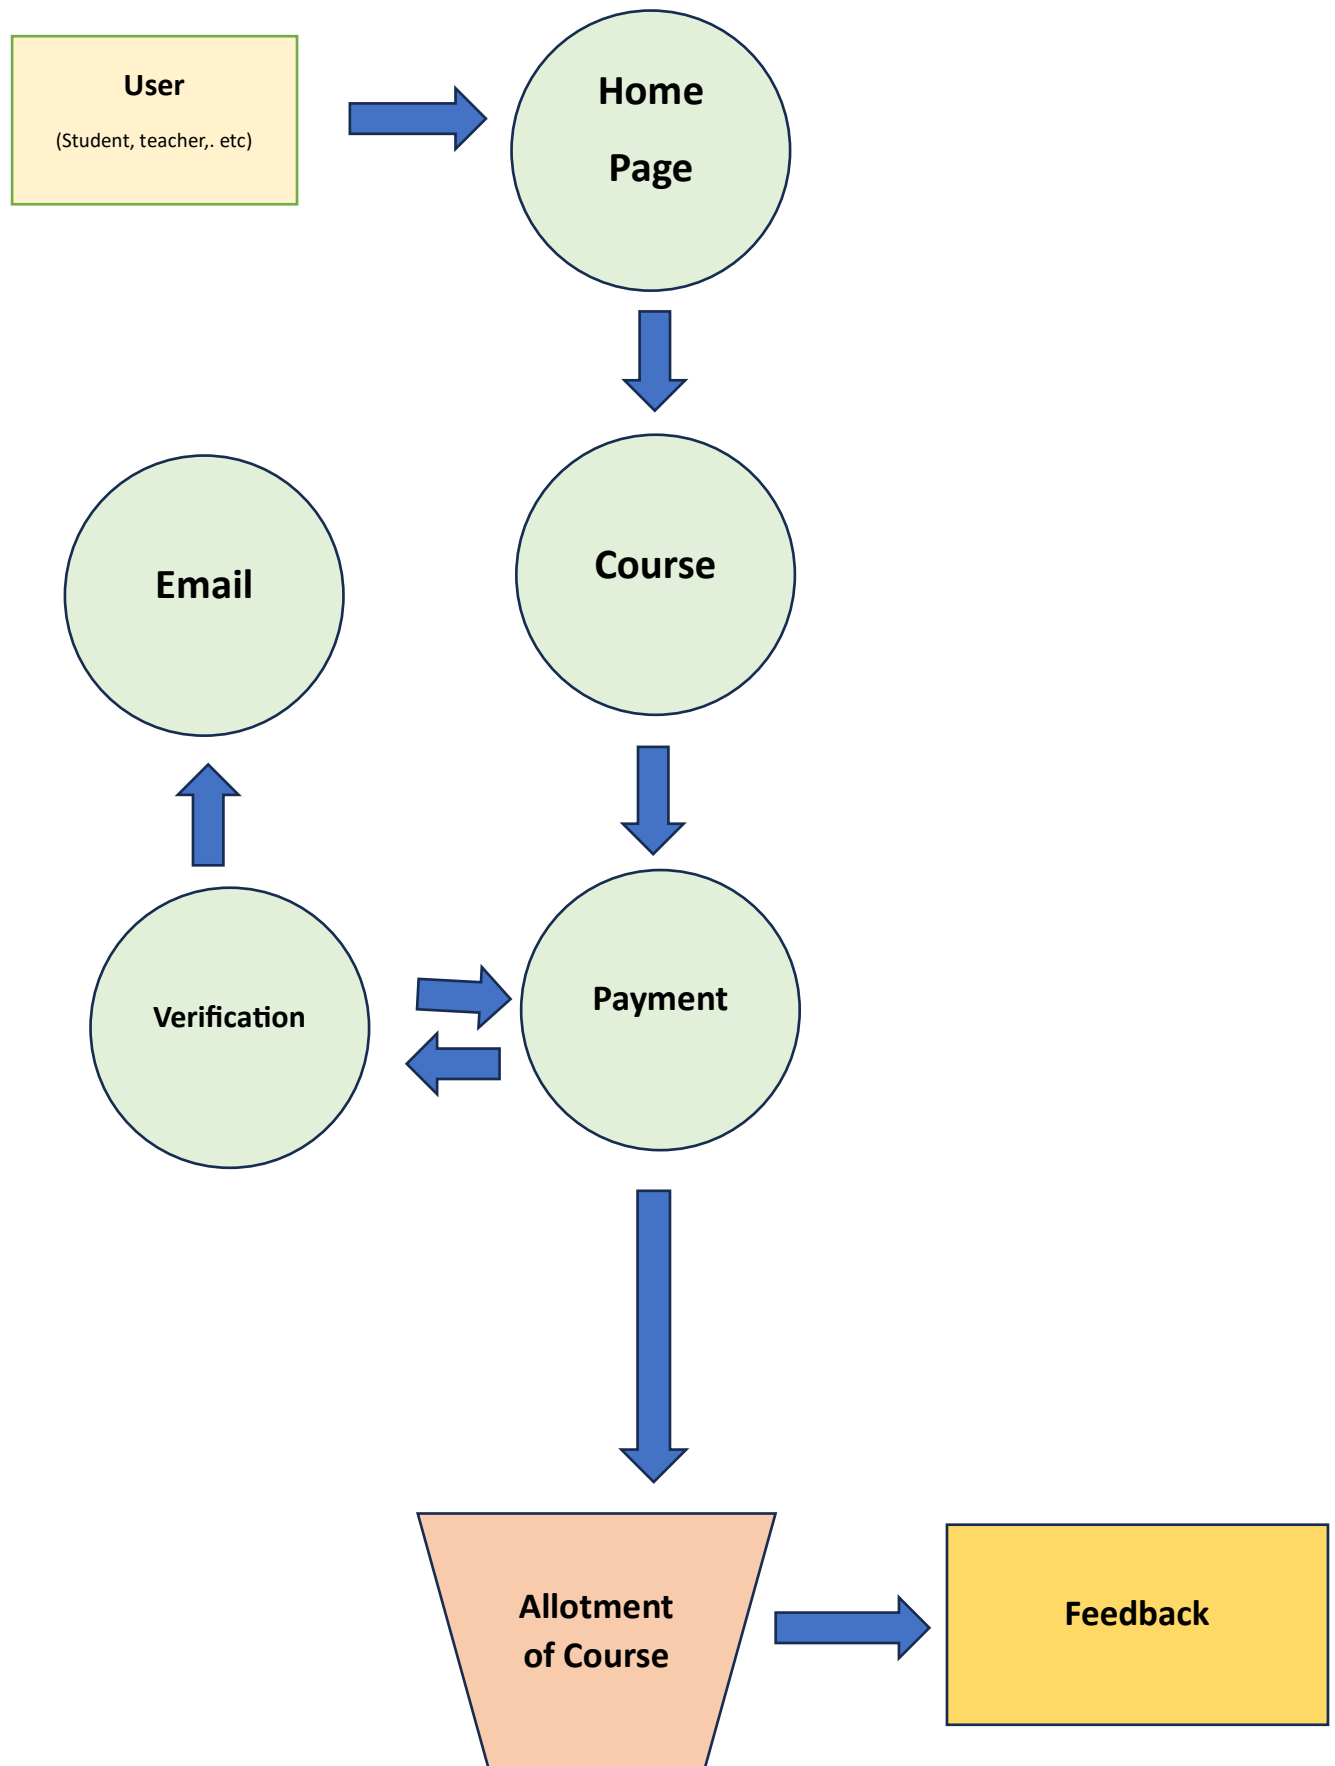 User
(Student, teacher,. etc)
Home
Page
Email
Course
Verification
Payment
Allotment
of Course
Feedback